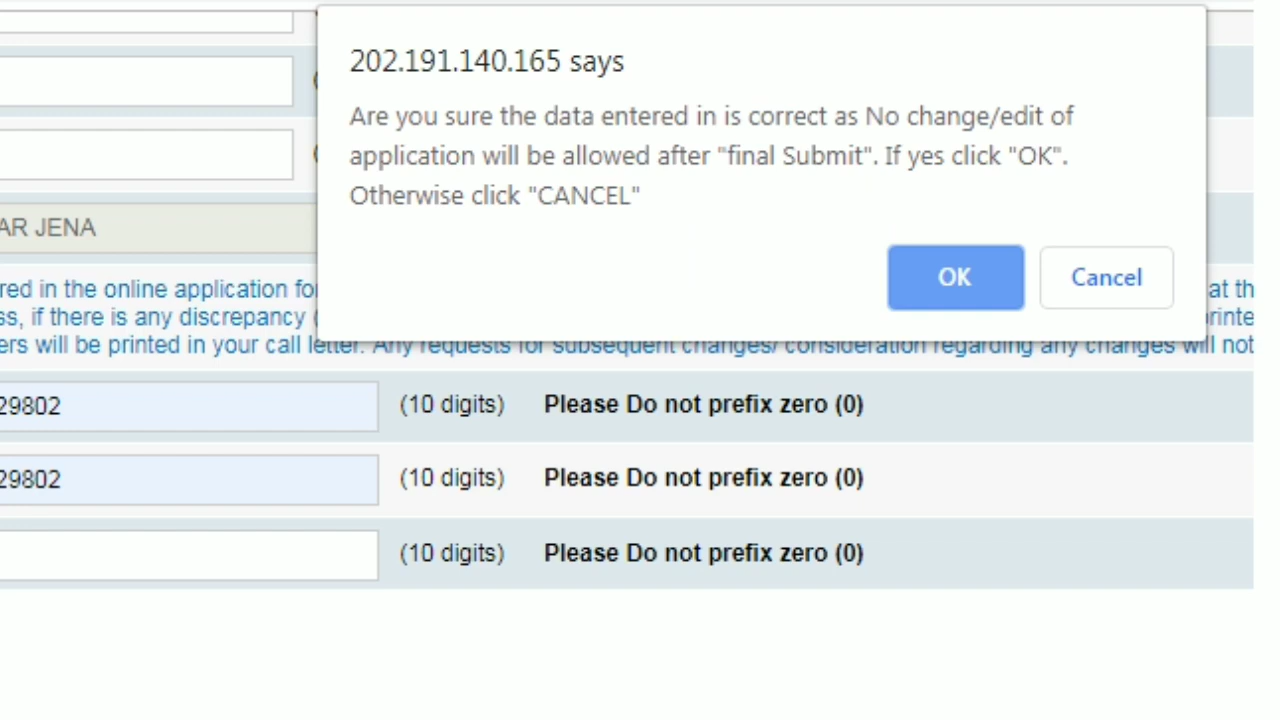 202.191.140.165 says
Are you sure the data entered in is correct as No change/edit of
application will be allowed after "final Submit". If yes click "OK".
Otherwise click "CANCEL"
OK Cancel
AR JENA
red in the online application fo at th
ss, if there is any discrepancy ( printe
ers will be printed in your call letter. Any requests for subsequent changes/ consideration regarding any changes will not
29802 (10 digits) Please Do not prefix zero (0)
29802 (10 digits) Please Do not prefix zero (0)
(10 digits) Please Do not prefix zero (0)